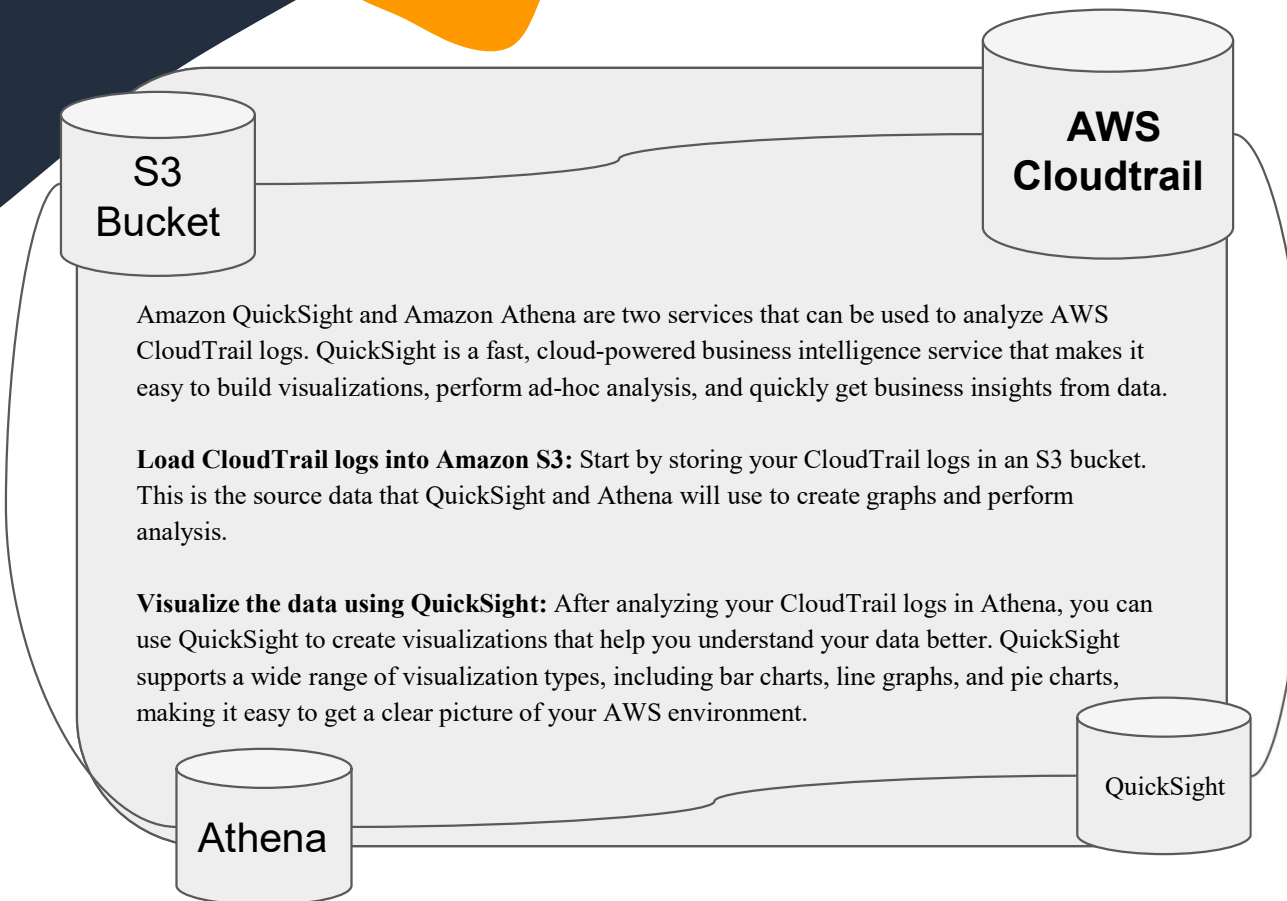 S3
Bucket
AWS
Cloudtrail
Amazon QuickSight and Amazon Athena are two services that can be used to analyze AWS
CloudTrail logs. QuickSight is a fast, cloud-powered business intelligence service that makes it
easy to build visualizations, perform ad-hoc analysis, and quickly get business insights from data.
Load CloudTrail logs into Amazon S3: Start by storing your CloudTrail logs in an S3 bucket.
This is the source data that QuickSight and Athena will use to create graphs and perform
analysis.
Visualize the data using QuickSight: After analyzing your CloudTrail logs in Athena, you can
use QuickSight to create visualizations that help you understand your data better. QuickSight
supports a wide range of visualization types, including bar charts, line graphs, and pie charts,
making it easy to get a clear picture of your AWS environment.
QuickSight
Athena